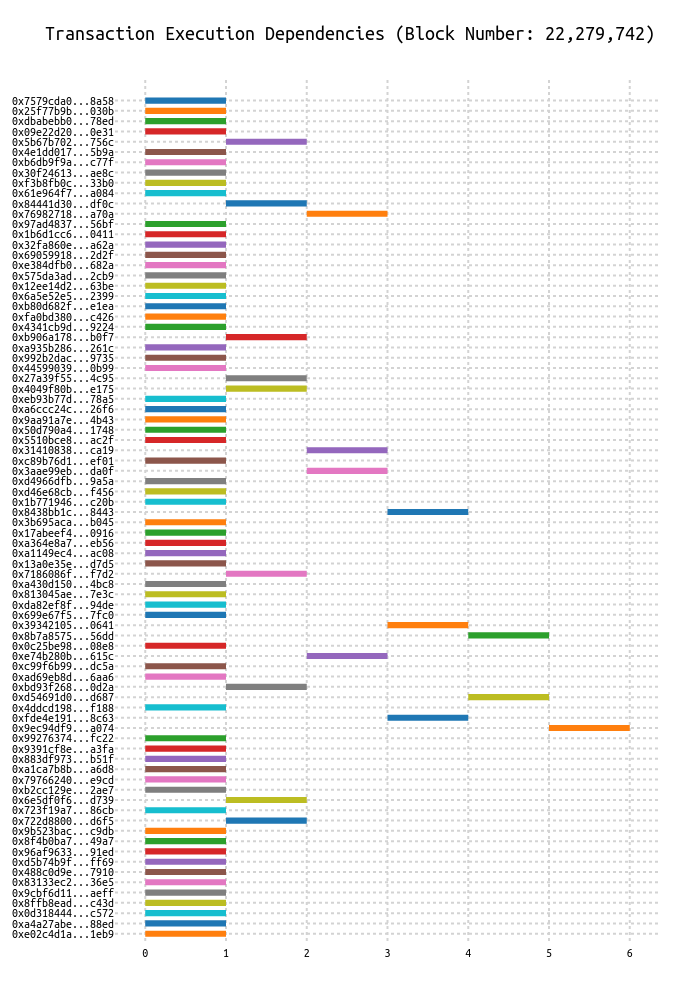 Transaction Execution Dependencies (Block Number: 22,279,742)
0x7579cda0...8a58
0x25f77b9b...030b
0xdbabebb0...78ed
0x09e22d20...0e31
0x5b67b702...756c
0x4e1dd017...5b9a
0xb6db9f9a...c77f
0x30f24613...ae8c
0xf3b8fb0c...33b0
0x61e964f7...a084
0x84441d30...df0c
0x76982718...a70a
0x97ad4837...56bf
0x1b6d1cc6...0411
0x32fa860e...a62a
0x69059918...2d2f
0xe384dfb0...682a
0x575da3ad...2cb9
0x12ee14d2...63be
0x6a5e52e5...2399
0xb80d682f...e1ea
0xfa0bd380...c426
0x4341cb9d...9224
0xb906a178...b0f7
0xa935b286...261c
0x992b2dac...9735
0x44599039...0b99
0x27a39f55...4c95
0x4049f80b...e175
0xeb93b77d...78a5
0xa6ccc24c...26f6
0x9aa91a7e...4b43
0x50d790a4...1748
0x5510bce8...ac2f
0x31410838...ca19
0xc89b76d1...ef01
0x3aae99eb...da0f
0xd4966dfb...9a5a
0xd46e68cb...f456
0x1b771946...c20b
0x8438bb1c...8443
0x3b695aca...b045
0x17abeef4...0916
0xa364e8a7...eb56
0xa1149ec4...ac08
0x13a0e35e...d7d5
0x7186086f...f7d2
0xa430d150...4bc8
0x813045ae...7e3c
0xda82ef8f...94de
0x699e67f5...7fc0
0x39342105...0641
0x8b7a8575...56dd
0x0c25be98...08e8
0xe74b280b...615c
0xc99f6b99...dc5a
0xad69eb8d...6aa6
0xbd93f268...0d2a
0xd54691d0...d687
0x4ddcd198...f188
0xfde4e191...8c63
0x9ec94df9...a074
0x99276374...fc22
0x9391cf8e...a3fa
0x883df973...b51f
0xa1ca7b8b...a6d8
0x79766240...e9cd
0xb2cc129e...2ae7
0x6e5df0f6...d739
0x723f19a7...86cb
0x722d8800...d6f5
0x9b523bac...c9db
0x8f4b0ba7...49a7
0x96af9633...91ed
0xd5b74b9f...ff69
0x488c0d9e...7910
0x83133ec2...36e5
0x9cbf6d11...aeff
0x8ffb8ead...c43d
0x0d318444...c572
0xa4a27abe...88ed
0xe02c4d1a...1eb9
0 1 2 3 4 5 6